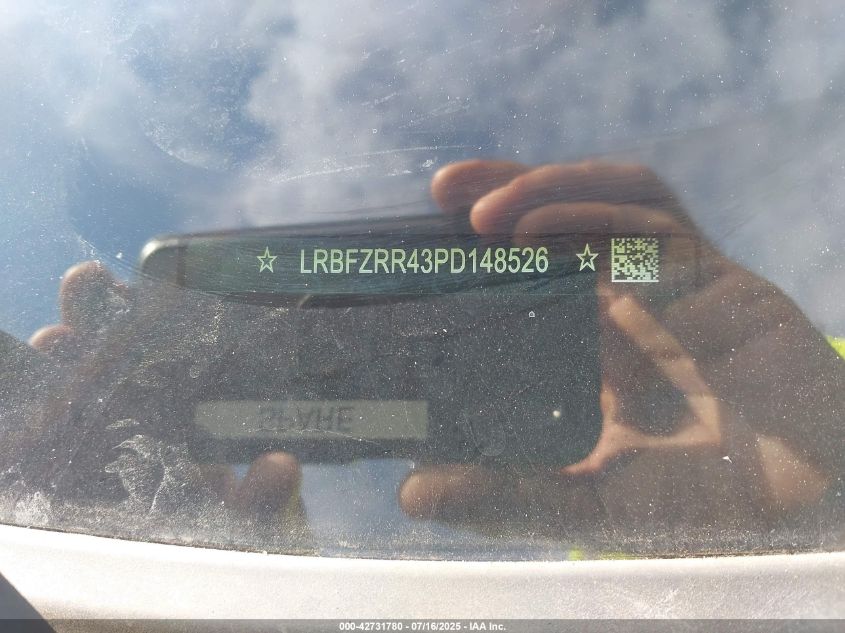 ☆ LRBFZRR43PD148526 ☆
000-42731780 - 07/16/2025 - IAA Inc.